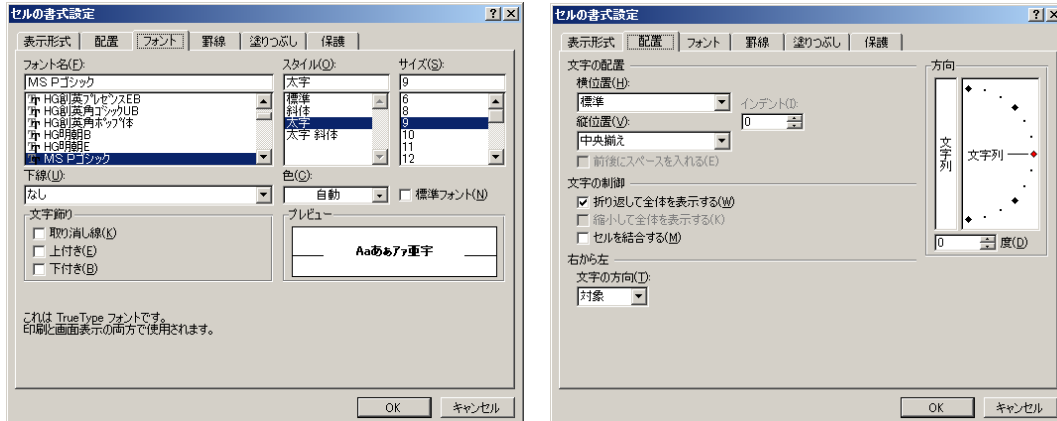 セルの書式設定
表示形式 配置 フォント 罫線 塗りつぶし 保護
フォント名(F): スタイル(O): サイズ(S):
MS Pゴシック 太字 9
HG創英プレゼンスEB 標準 6
HG創英角ゴシックUB 斜体 8
HG創英角ポップ体 太字 9
HG明朝B 太字 斜体 10
HG明朝E 11
MS Pゴシック 12
下線(U): 色(C):
なし 自動 標準フォント(N)
文字飾り プレビュー
取り消し線(K)
上付き(E) Aaあぁアァ亜宇
下付き(B)
これは TrueType フォントです。
印刷と画面表示の両方で使用されます。
OK キャンセル
セルの書式設定
表示形式 配置 フォント 罫線 塗りつぶし 保護
文字の配置 方向
横位置(H):
標準 インデント(I):
縦位置(V): 0
中央揃え
前後にスペースを入れる(E)
文字列 文字列
文字の制御
折り返して全体を表示する(W)
縮小して全体を表示する(K)
セルを結合する(M) 0 度(D)
右から左
文字の方向(T):
対象
OK キャンセル